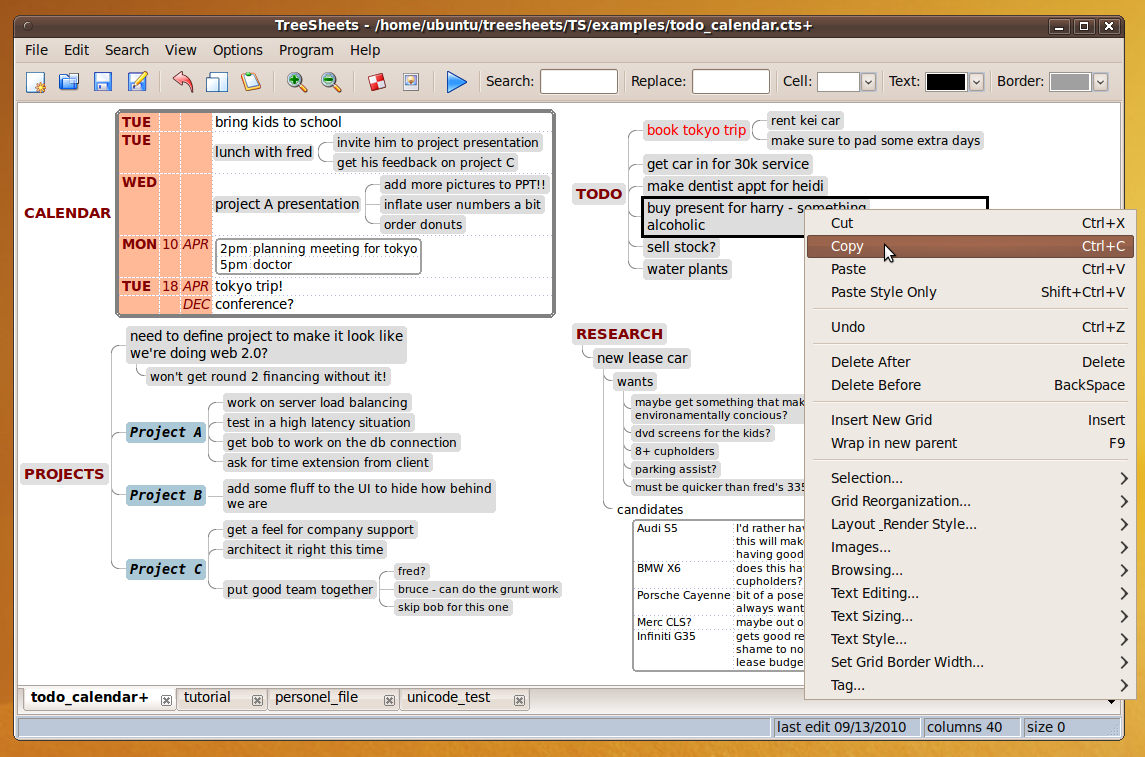 TreeSheets - /home/ubuntu/treesheets/TS/examples/todo_calendar.cts+
File Edit Search View Options Program Help
Search: Replace: Cell: Text: Border:
CALENDAR
TUE bring kids to school
TUE lunch with fred
invite him to project presentation
get his feedback on project C
WED project A presentation
add more pictures to PPT!!
inflate user numbers a bit
order donuts
MON 10 APR
2pm planning meeting for tokyo
5pm doctor
TUE 18 APR tokyo trip!
DEC conference?
PROJECTS
need to define project to make it look like
we're doing web 2.0?
won't get round 2 financing without it!
Project A
work on server load balancing
test in a high latency situation
get bob to work on the db connection
ask for time extension from client
Project B
add some fluff to the UI to hide how behind
we are
Project C
get a feel for company support
architect it right this time
put good team together
fred?
bruce - can do the grunt work
skip bob for this one
TODO
book tokyo trip
rent kei car
make sure to pad some extra days
get car in for 30k service
make dentist appt for heidi
buy present for harry - something
alcoholic
sell stock?
water plants
RESEARCH
new lease car
wants
maybe get something that mak
environamentally concious?
dvd screens for the kids?
8+ cupholders
parking assist?
must be quicker than fred's 335
candidates
Audi S5 I'd rather hav
this will mak
having good
BMW X6 does this ha
cupholders?
Porsche Cayenne bit of a pose
always want
Merc CLS? maybe out o
Infiniti G35 gets good re
shame to no
lease budge
Cut Ctrl+X
Copy Ctrl+C
Paste Ctrl+V
Paste Style Only Shift+Ctrl+V
Undo Ctrl+Z
Delete After Delete
Delete Before BackSpace
Insert New Grid Insert
Wrap in new parent F9
Selection...
Grid Reorganization...
Layout _Render Style...
Images...
Browsing...
Text Editing...
Text Sizing...
Text Style...
Set Grid Border Width...
Tag...
todo_calendar+ tutorial personel_file unicode_test
last edit 09/13/2010 columns 40 size 0